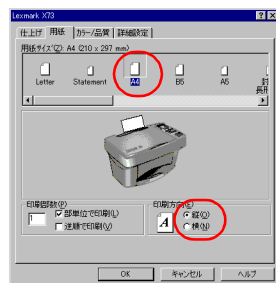 Lexmark X73
仕上げ 用紙 カラー/品質 詳細設定
用紙サイズ(Z): A4 (210 x 297 mm)
Letter Statement A4 B5 A5
印刷部数(P)
1
部単位で印刷(L)
逆順で印刷(V)
印刷方向(E)
A
縦(O)
横(N)
OK キャンセル ヘルプ